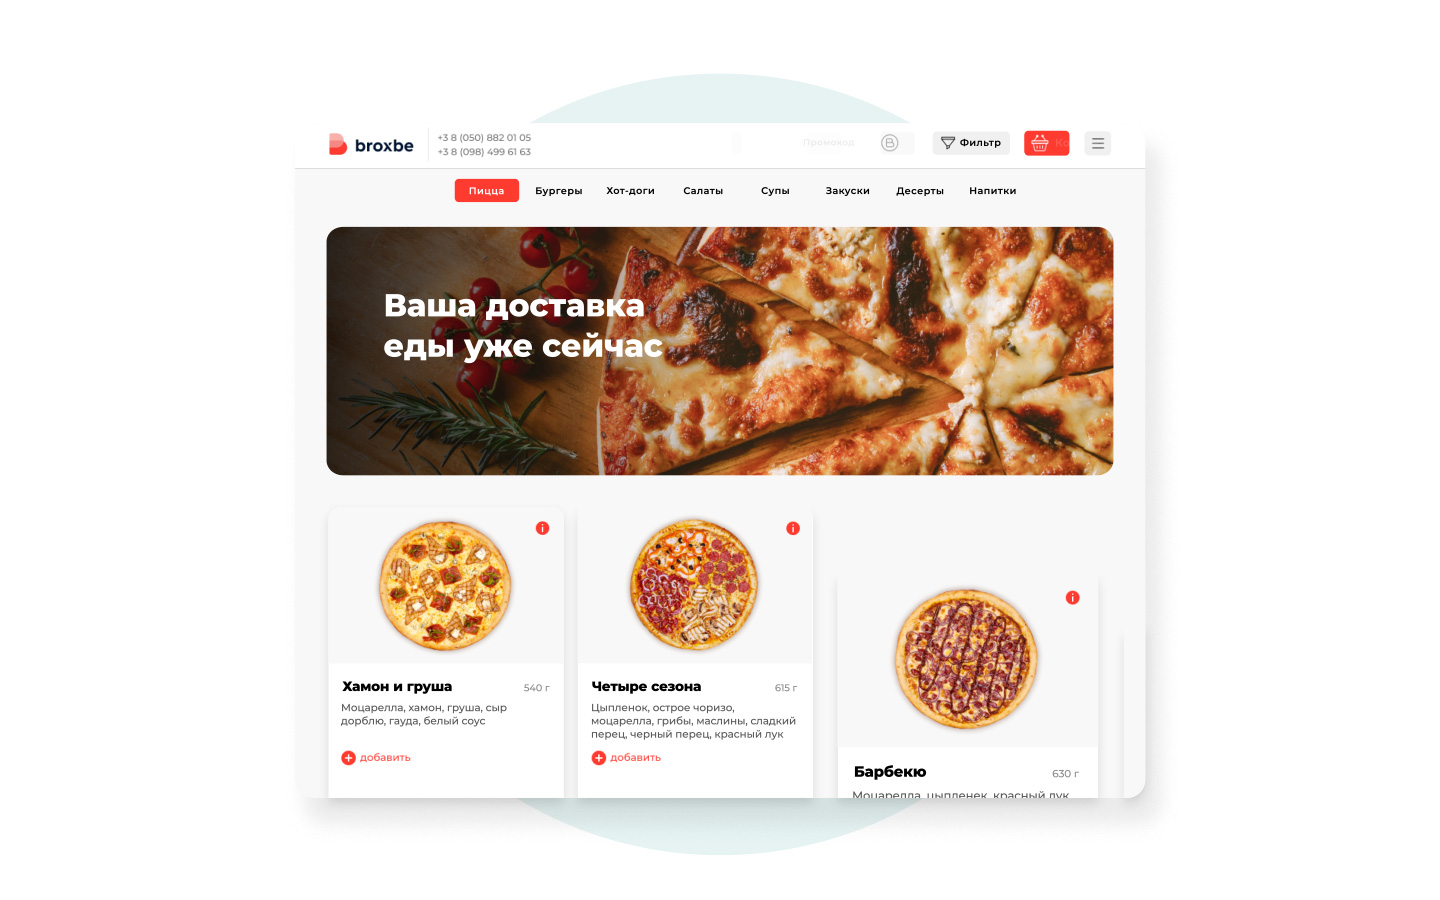 broxbe
+3 8 (050) 882 01 05
+3 8 (098) 499 61 63
Промокод
Фильтр
Пицца
Бургеры
Хот-доги
Салаты
Супы
Закуски
Десерты
Напитки
Ваша доставка
еды уже сейчас
Хамон и груша
540 г
Моцарелла, хамон, груша, сыр
дорблю, гауда, белый соус
добавить
Четыре сезона
615 г
Цыпленок, острое чоризо,
моцарелла, грибы, маслины, сладкий
перец, черный перец, красный лук
добавить
Барбекю
630 г
Моцарелла, цыпленек, красный лук